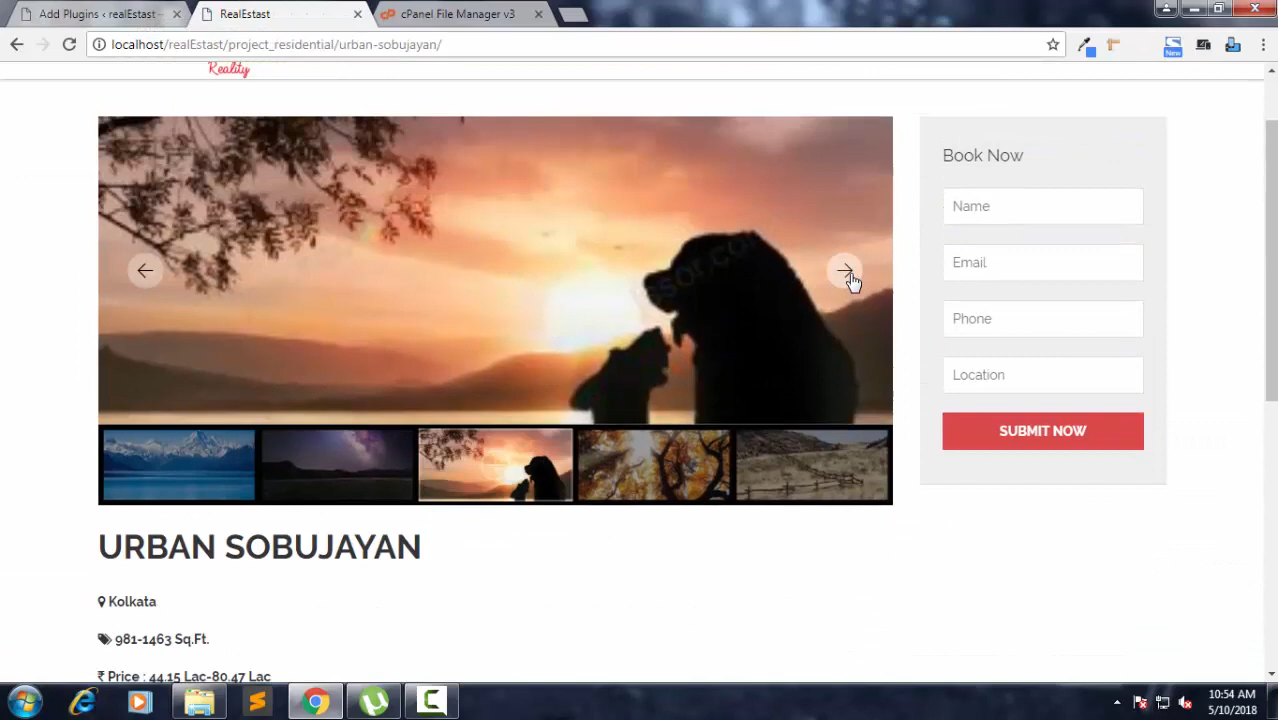 Add Plugins ‹ realEstast
RealEstast
cPanel File Manager v3
localhost/realEstast/project_residential/urban-sobujayan/
New
Reality
Book Now
Name
Email
Phone
Location
SUBMIT NOW
URBAN SOBUJAYAN
Kolkata
981-1463 Sq.Ft.
₹ Price : 44.15 Lac-80.47 Lac
10:54 AM
5/10/2018